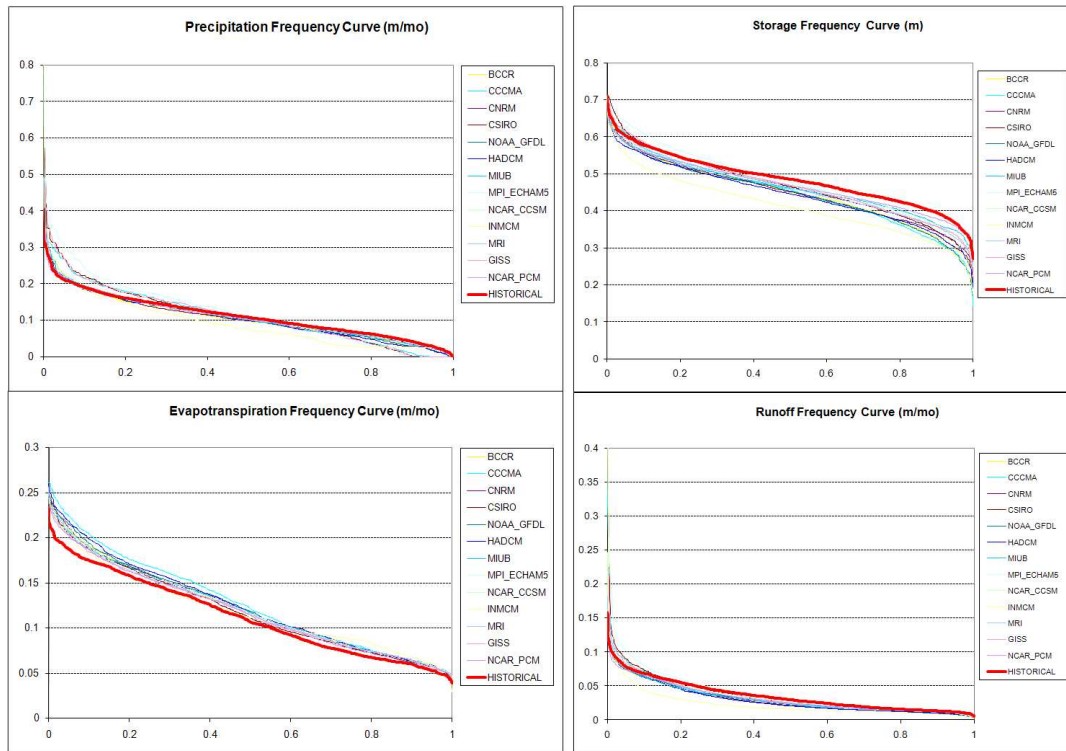 Precipitation Frequency Curve (m/mo)
0.8
0.7
0.6
0.5
0.4
0.3
0.2
0.1
0
0
0.2
0.4
0.6
0.8
1
BCCR
CCCMA
CNRM
CSIRO
NOAA_GFDL
HADCM
MIUB
MPI_ECHAM5
NCAR_CCSM
INMCM
MRI
GISS
NCAR_PCM
HISTORICAL
Storage Frequency Curve (m)
0.8
0.7
0.6
0.5
0.4
0.3
0.2
0.1
0
0
0.2
0.4
0.6
0.8
1
BCCR
CCCMA
CNRM
CSIRO
NOAA_GFDL
HADCM
MIUB
MPI_ECHAM5
NCAR_CCSM
INMCM
MRI
GISS
NCAR_PCM
HISTORICAL
Evapotranspiration Frequency Curve (m/mo)
0.3
0.25
0.2
0.15
0.1
0.05
0
0
0.2
0.4
0.6
0.8
1
BCCR
CCCMA
CNRM
CSIRO
NOAA_GFDL
HADCM
MIUB
MPI_ECHAM5
NCAR_CCSM
INMCM
MRI
GISS
NCAR_PCM
HISTORICAL
Runoff Frequency Curve (m/mo)
0.4
0.35
0.3
0.25
0.2
0.15
0.1
0.05
0
0
0.2
0.4
0.6
0.8
1
BCCR
CCCMA
CNRM
CSIRO
NOAA_GFDL
HADCM
MIUB
MPI_ECHAM5
NCAR_CCSM
INMCM
MRI
GISS
NCAR_PCM
HISTORICAL